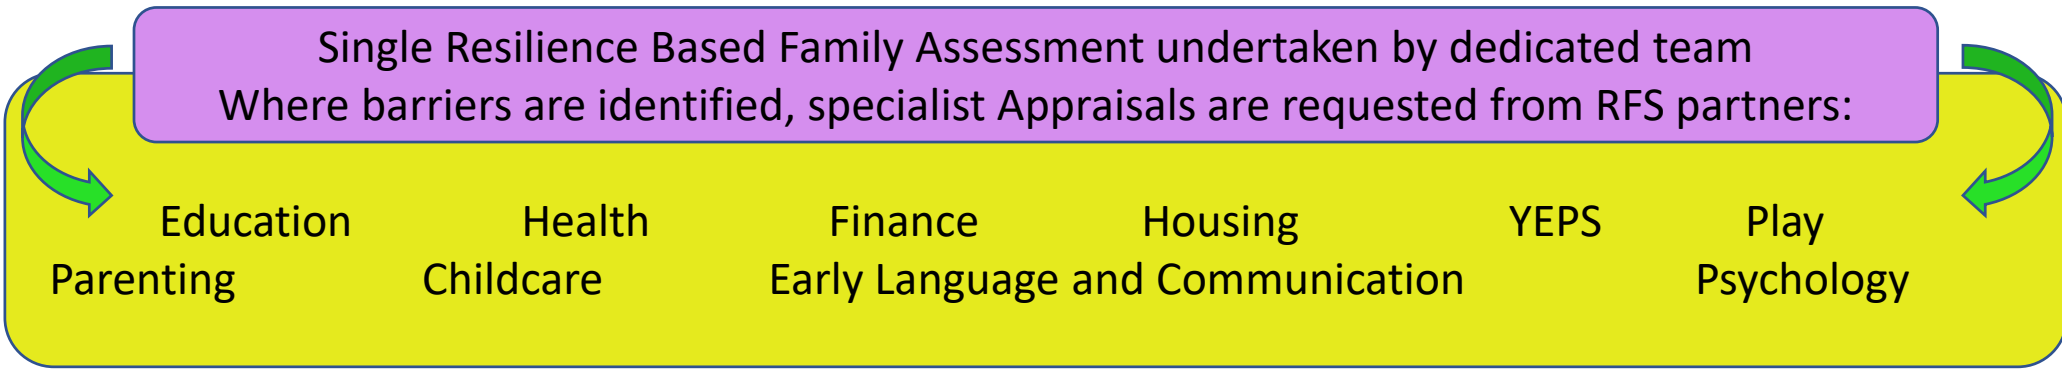 Single Resilience Based Family Assessment undertaken by dedicated team
Where barriers are identified, specialist Appraisals are requested from RFS partners:
Education Health Finance Housing YEPS Play
Parenting Childcare Early Language and Communication Psychology